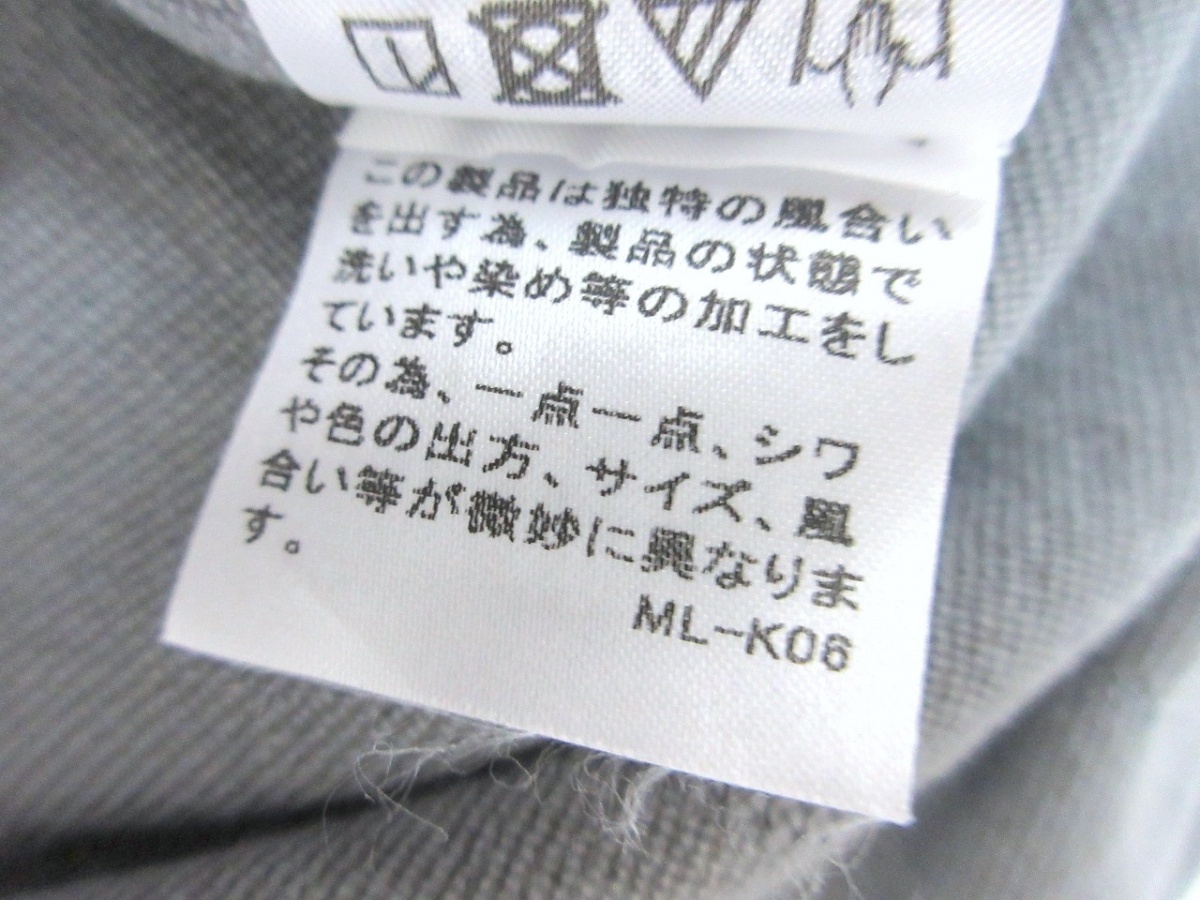 この製品は独特の風合い
を出す為、製品の状態で
洗いや染め等の加工をし
ています。
その為、一点一点、シワ
や色の出方、サイズ、風
合い等が微妙に異なりま
す。
ML-K06